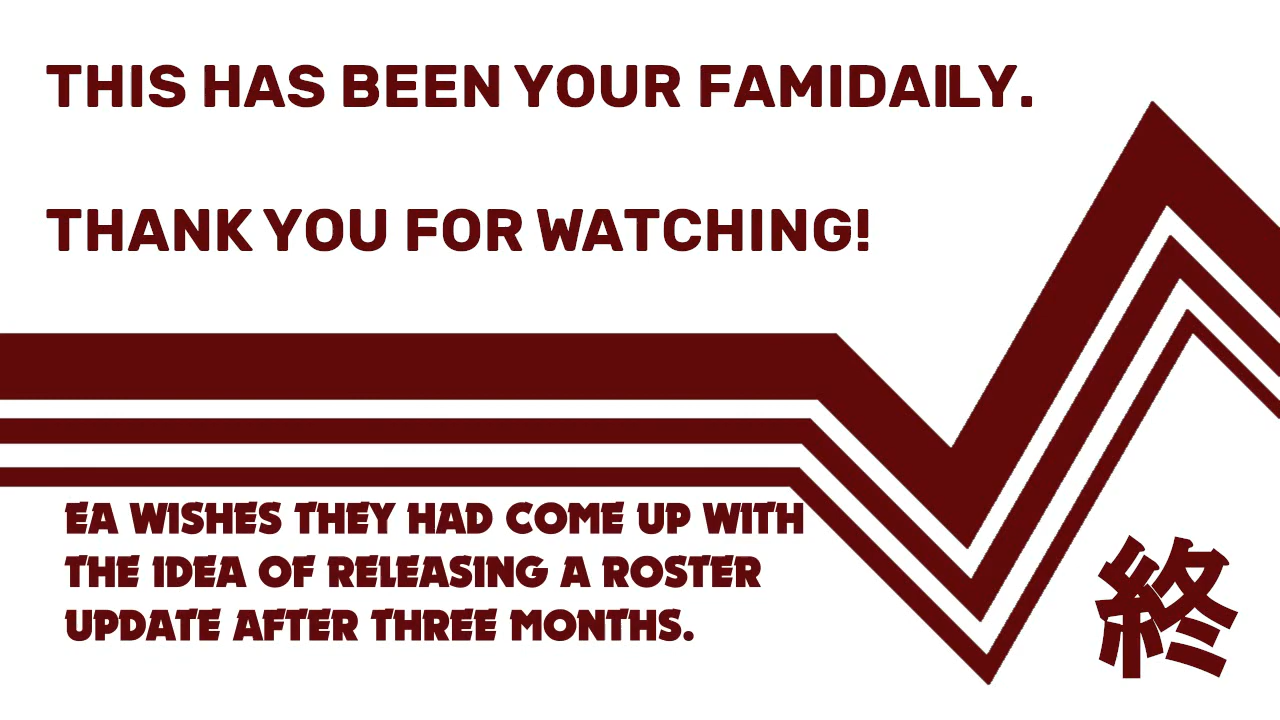 THIS HAS BEEN YOUR FAMIDAILY.
THANK YOU FOR WATCHING!
EA WISHES THEY HAD COME UP WITH
THE IDEA OF RELEASING A ROSTER
UPDATE AFTER THREE MONTHS.
終